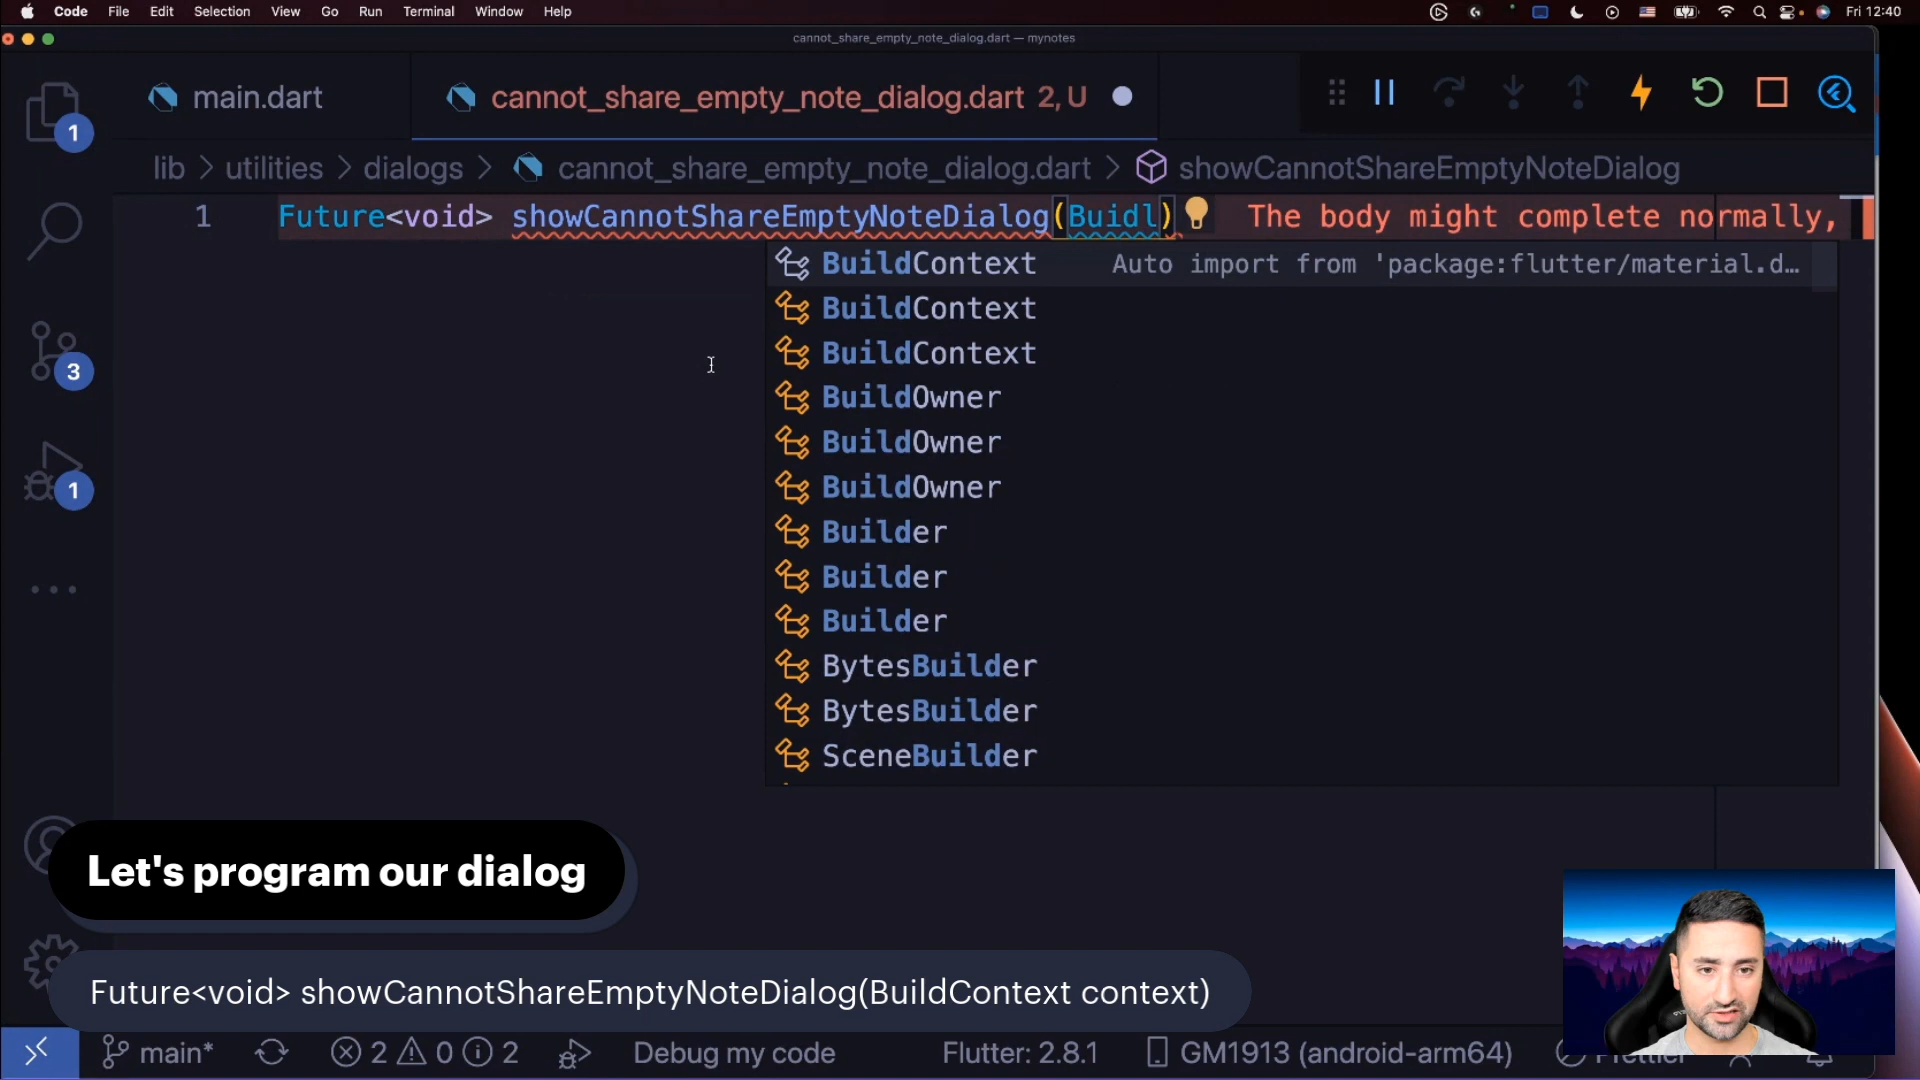 Code File Edit Selection View Go Run Terminal Window Help Fri 12:40
cannot_share_empty_note_dialog.dart — mynotes
main.dart cannot_share_empty_note_dialog.dart 2, U
1
lib > utilities > dialogs > cannot_share_empty_note_dialog.dart > showCannotShareEmptyNoteDialog
1 Future<void> showCannotShareEmptyNoteDialog(Buidl) The body might complete normally,
BuildContext Auto import from 'package:flutter/material.d…
BuildContext
BuildContext
3
BuildOwner
BuildOwner
BuildOwner
1
Builder
Builder
Builder
BytesBuilder
BytesBuilder
SceneBuilder
Let's program our dialog
Future<void> showCannotShareEmptyNoteDialog(BuildContext context)
main* 2 0 2 Debug my code Flutter: 2.8.1 GM1913 (android-arm64) Prettier